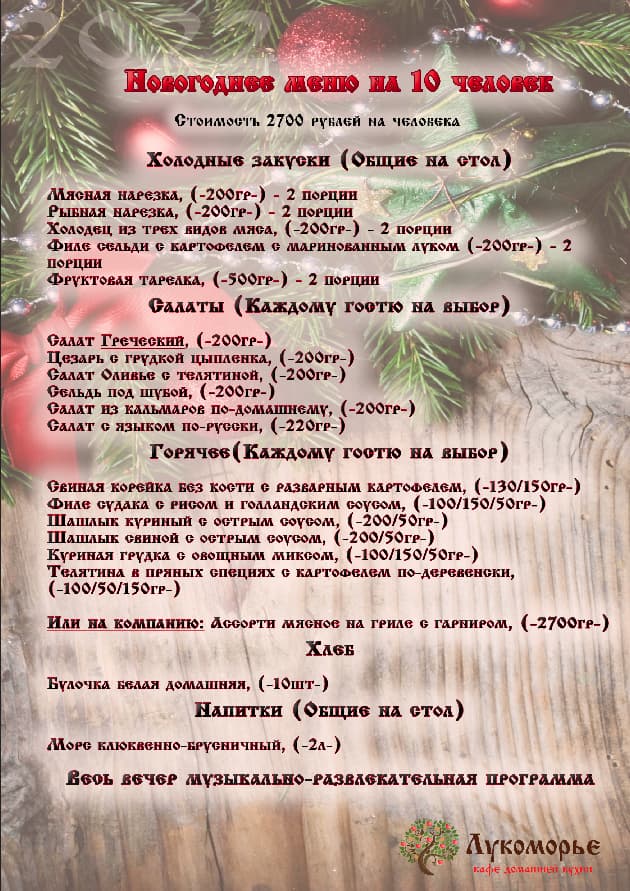 2022
Новогоднее меню на 10 человек
Стоимость 2700 рублей на человека
Холодные закуски (Общие на стол)
Мясная нарезка, (-200гр-) - 2 порции
Рыбная нарезка, (-200гр-) - 2 порции
Холодец из трех видов мяса, (-200гр-) - 2 порции
Филе сельди с картофелем с маринованным луком (-200гр-) - 2
порции
Фруктовая тарелка, (-500гр-) - 2 порции
Салаты (Каждому гостю на выбор)
Салат Греческий, (-200гр-)
Цезарь с грудкой цыпленка, (-200гр-)
Салат Оливье с телятиной, (-200гр-)
Сельдь под шубой, (-200гр-)
Салат из кальмаров по-домашнему, (-200гр-)
Салат с языком по-русски, (-220гр-)
Горячее(Каждому гостю на выбор)
Свиная корейка без кости с разварным картофелем, (-130/150гр-)
Филе судака с рисом и голландским соусом, (-100/150/50гр-)
Шашлык куриный с острым соусом, (-200/50гр-)
Шашлык свиной с острым соусом, (-200/50гр-)
Куриная грудка с овощным миксом, (-100/150/50гр-)
Телятина в пряных специях с картофелем по-деревенски,
(-100/50/150гр-)
Или на компанию: Ассорти мясное на гриле с гарниром, (-2700гр-)
Хлеб
Булочка белая домашняя, (-10шт-)
Напитки (Общие на стол)
Морс клюквенно-брусничный, (-2л-)
Весь вечер музыкально-развлекательная программа
Лукоморье
кафе домашней кухни